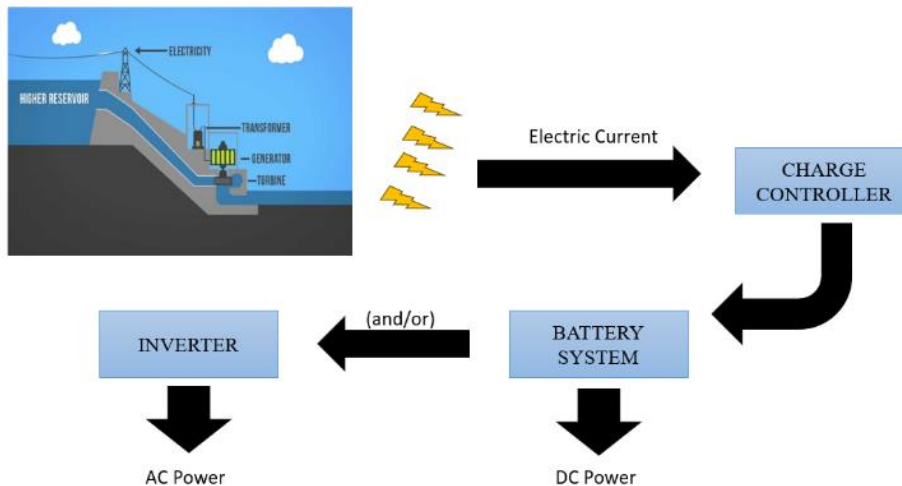 ELECTRICITY
HIGHER RESERVOIR
TRANSFORMER
GENERATOR
TURBINE
Electric Current
CHARGE
CONTROLLER
(and/or)
INVERTER
BATTERY
SYSTEM
AC Power
DC Power